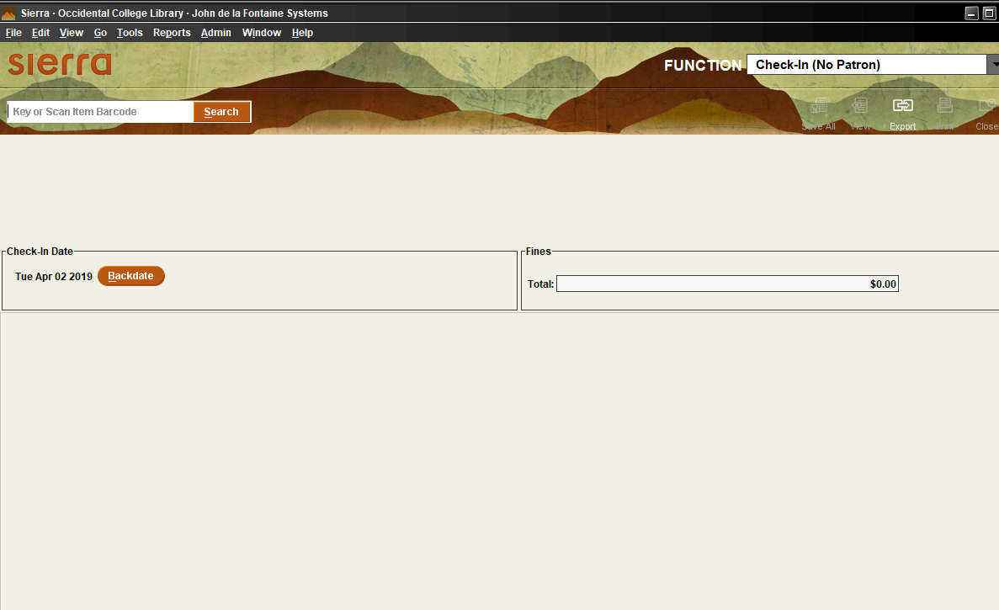 Sierra · Occidental College Library · John de la Fontaine Systems
File Edit View Go Tools Reports Admin Window Help
sierra
FUNCTION Check-In (No Patron)
Key or Scan Item Barcode Search
Save All View Export Print Close
Check-In Date
Tue Apr 02 2019 Backdate
Fines
Total: $0.00